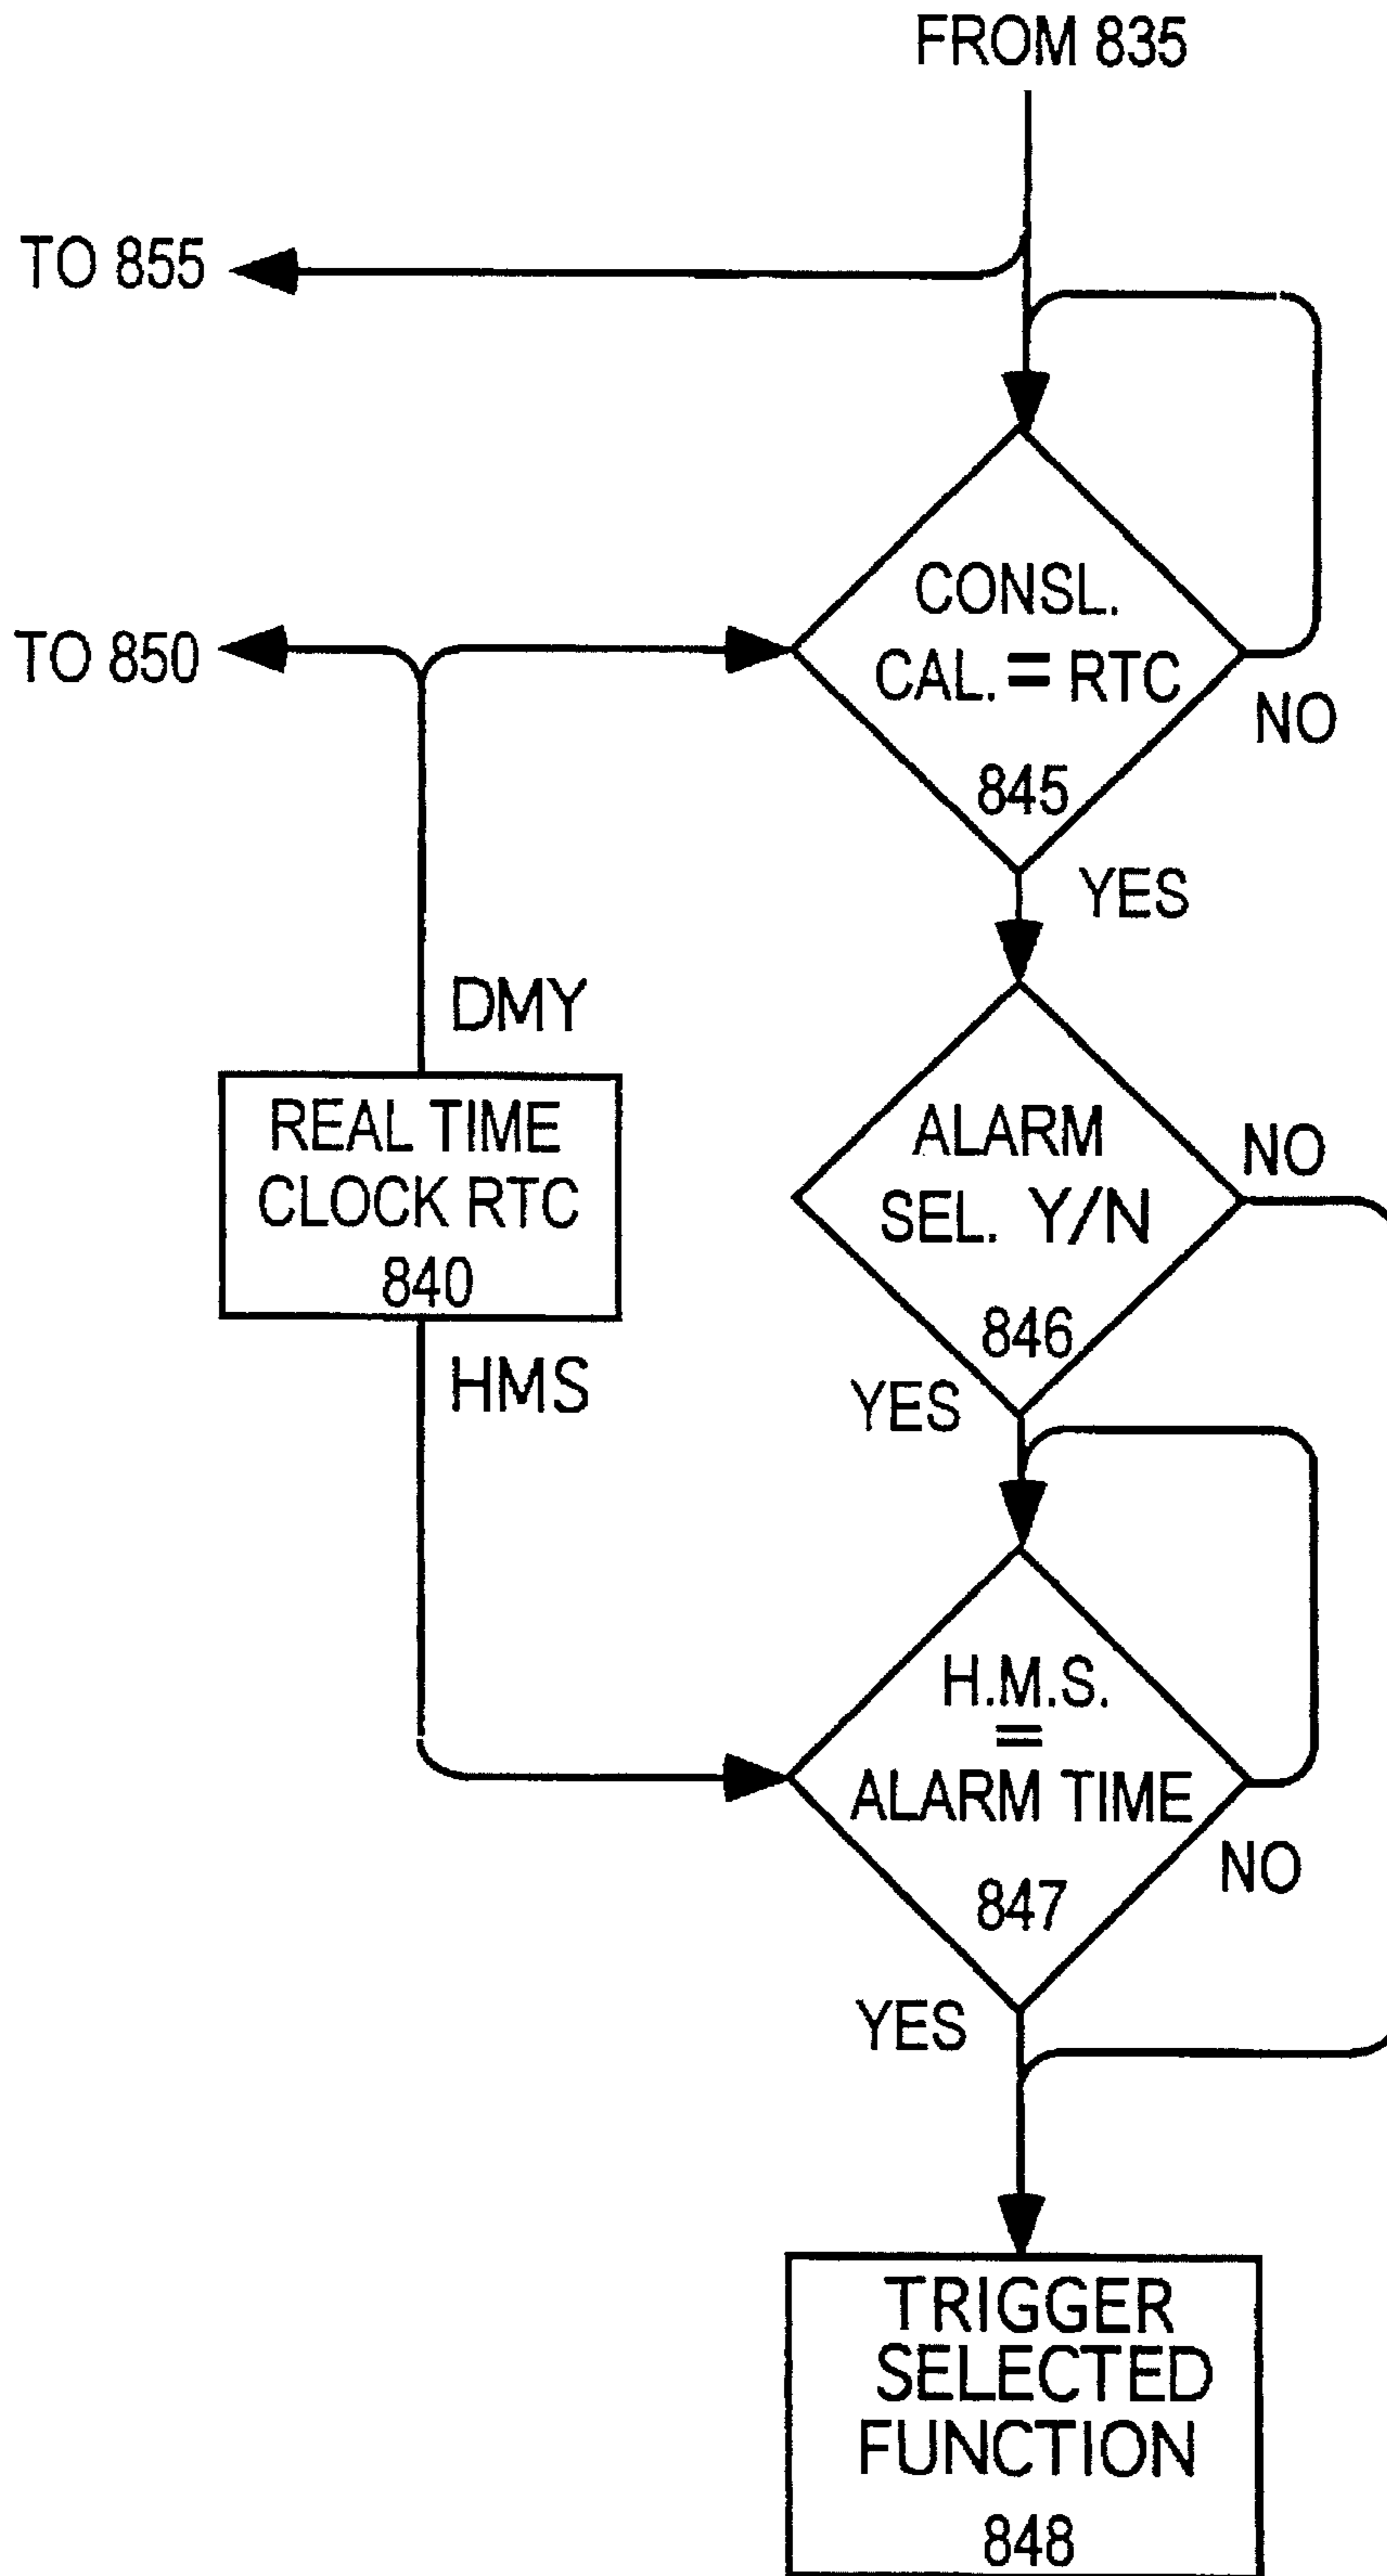 FROM 835
TO 855
CONSL.
CAL. = RTC
845
NO
TO 850
YES
DMY
REAL TIME
CLOCK RTC
840
HMS
ALARM
SEL. Y/N
846
NO
YES
H.M.S.
=
ALARM TIME
847
NO
YES
TRIGGER
SELECTED
FUNCTION
848